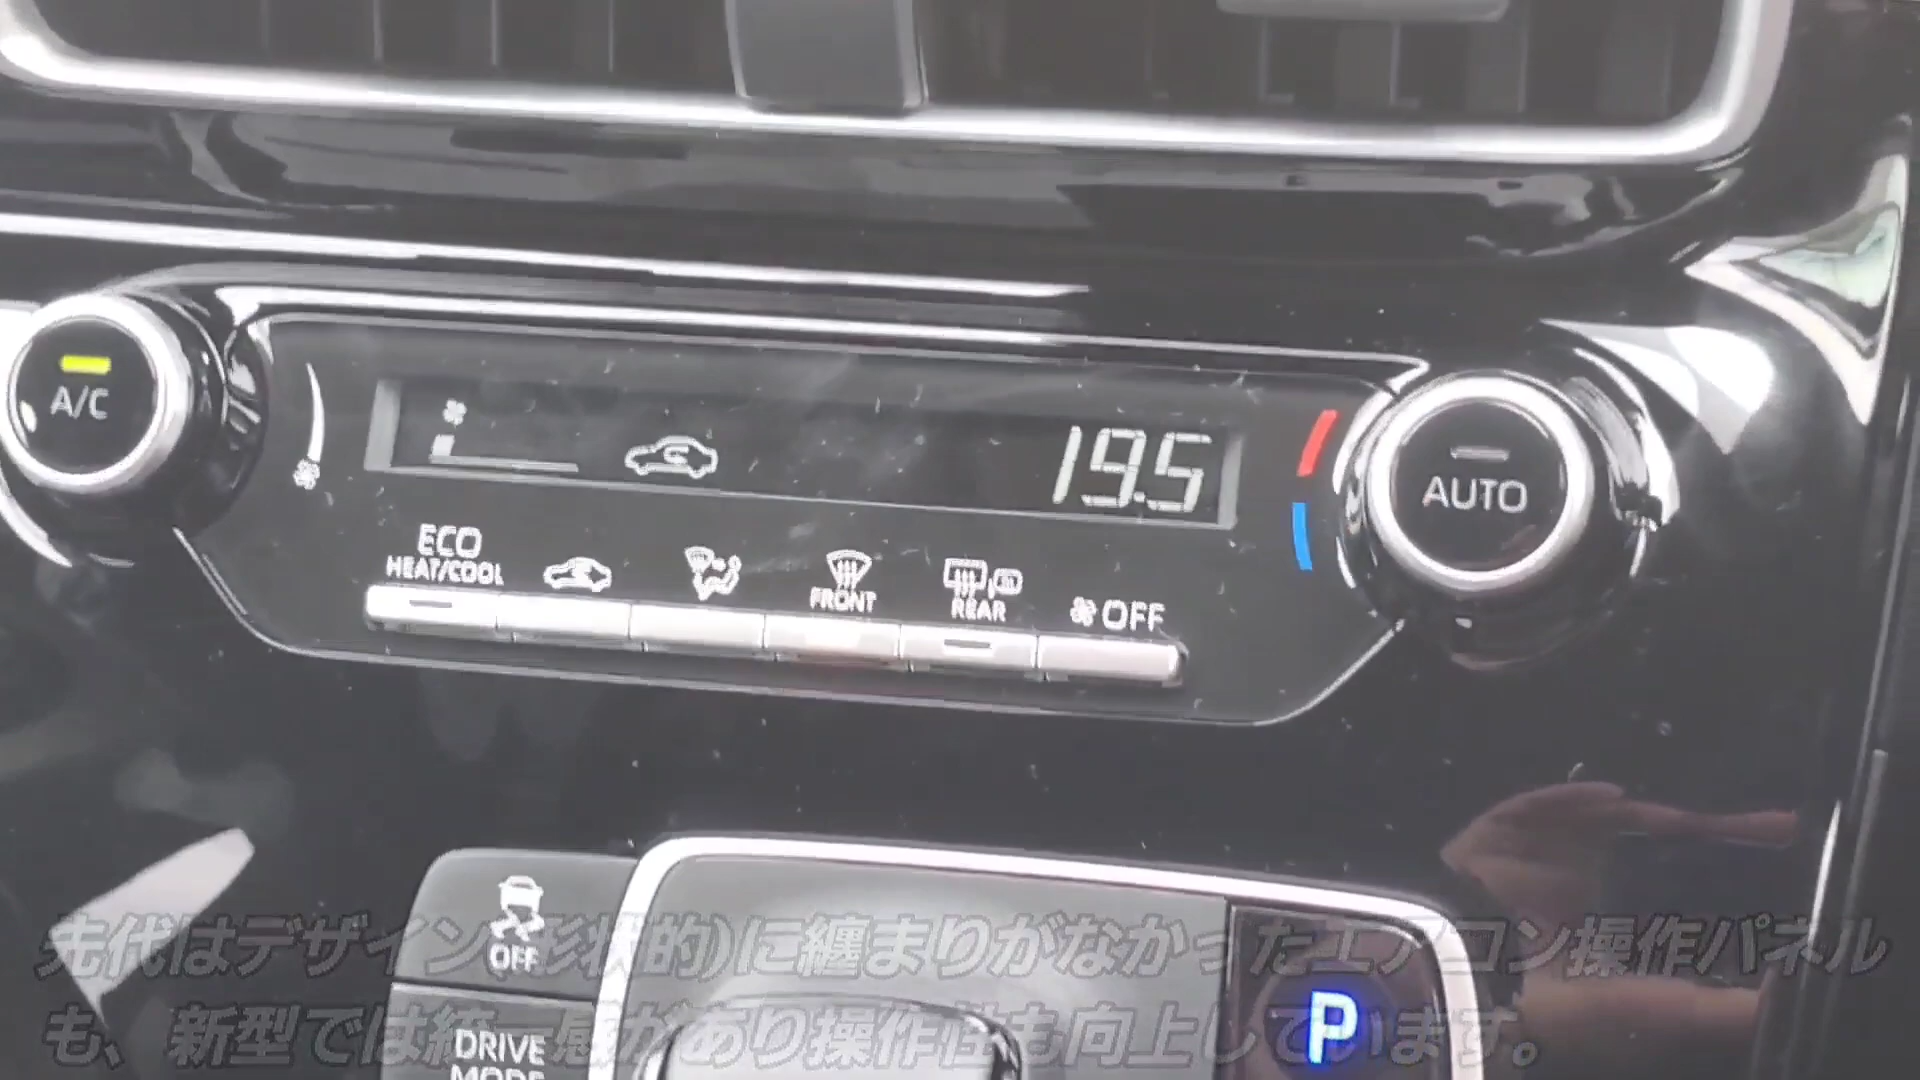 A/C
19.5
AUTO
ECO
HEAT/COOL
FRONT
REAR
OFF
OFF
DRIVE
MODE
P
先代はデザイン(形状的)に纏まりがなかったエアコン操作パネル
も、新型では統一感があり操作性も向上しています。